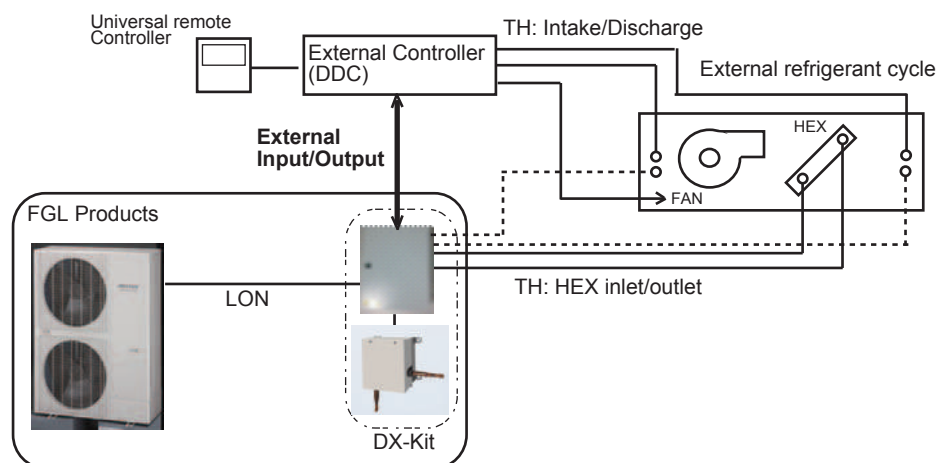 Universal remote
Controller
External Controller
(DDC)
TH: Intake/Discharge
External refrigerant cycle
HEX
FAN
External
Input/Output
FGL Products
LON
TH: HEX inlet/outlet
DX-Kit